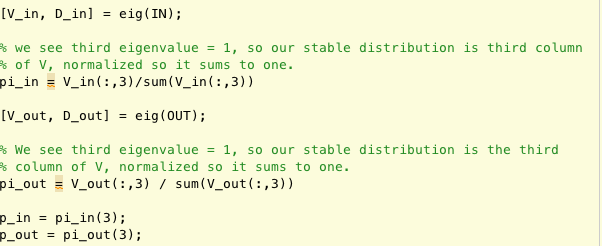 [V_in, D_in] = eig(IN);
% we see third eigenvalue = 1, so our stable distribution is third column
% of V, normalized so it sums to one.
pi_in = V_in(:,3)/sum(V_in(:,3))
[V_out, D_out] = eig(OUT);
% We see third eigenvalue = 1, so our stable distribution is the third
% column of V, normalized so it sums to one.
pi_out = V_out(:,3) / sum(V_out(:,3))
p_in = pi_in(3);
p_out = pi_out(3);